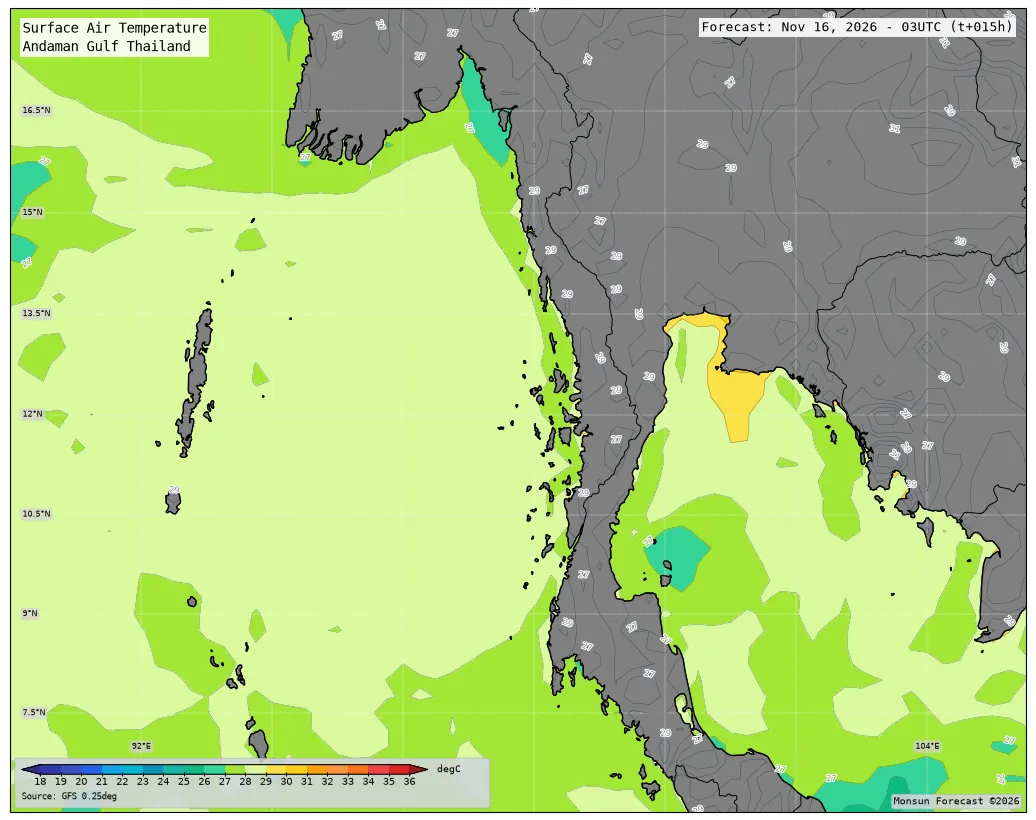 Surface Air Temperature
Andaman Gulf Thailand
Forecast: Nov 16, 2026 - 03UTC (t+015h)
16.5°N
15°N
13.5°N
12°N
10.5°N
9°N
7.5°N
92°E
104°E
18 19 20 21 22 23 24 25 26 27 28 29 30 31 32 33 34 35 36 degC
Source: GFS 0.25deg
Monsun Forecast ©2026